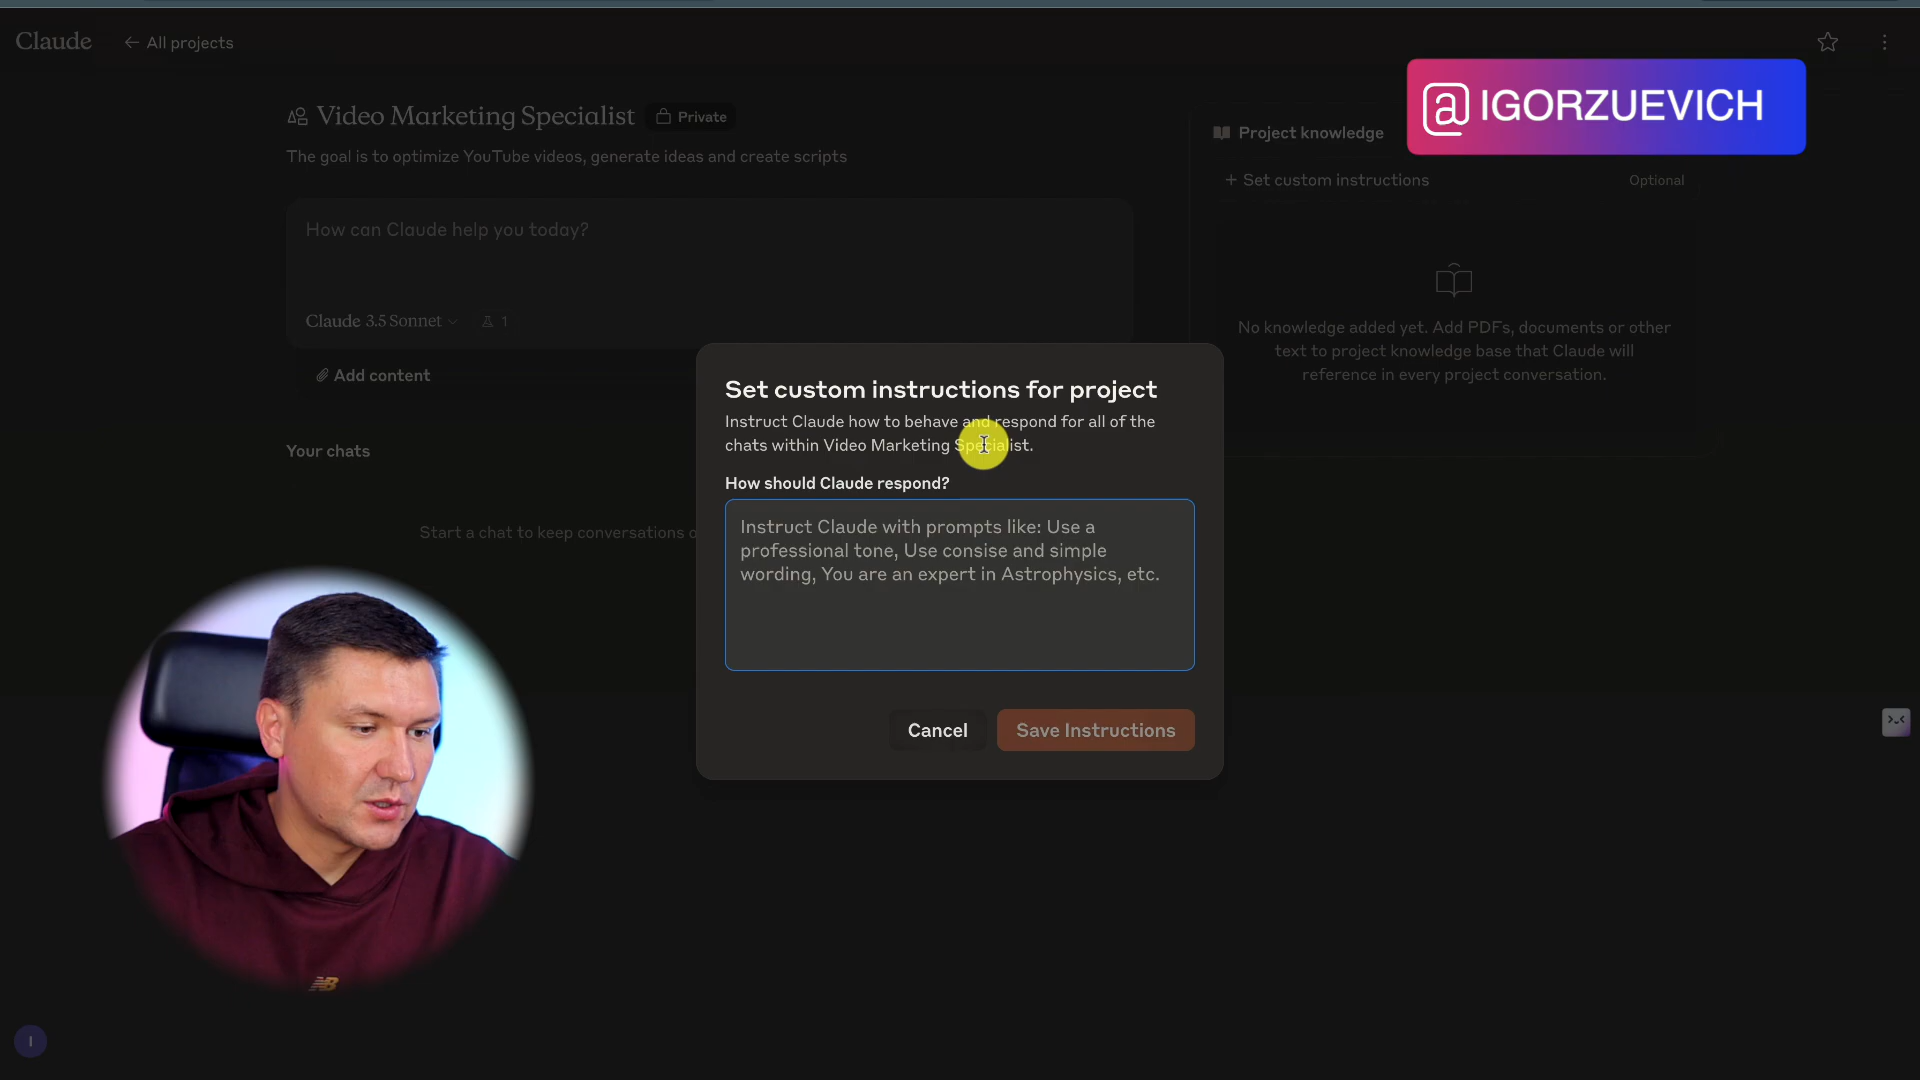 Claude
All projects
@IGORZUEVICH
Video Marketing Specialist
Private
The goal is to optimize YouTube videos, generate ideas and create scripts
Project knowledge
+ Set custom instructions
Optional
How can Claude help you today?
Claude 3.5 Sonnet
1
Add content
No knowledge added yet. Add PDFs, documents or other
text to project knowledge base that Claude will
reference in every project conversation.
Your chats
Start a chat to keep conversations
Set custom instructions for project
Instruct Claude how to behave and respond for all of the
chats within Video Marketing Specialist.
How should Claude respond?
Instruct Claude with prompts like: Use a
professional tone, Use consise and simple
wording, You are an expert in Astrophysics, etc.
Cancel
Save Instructions
NB
I